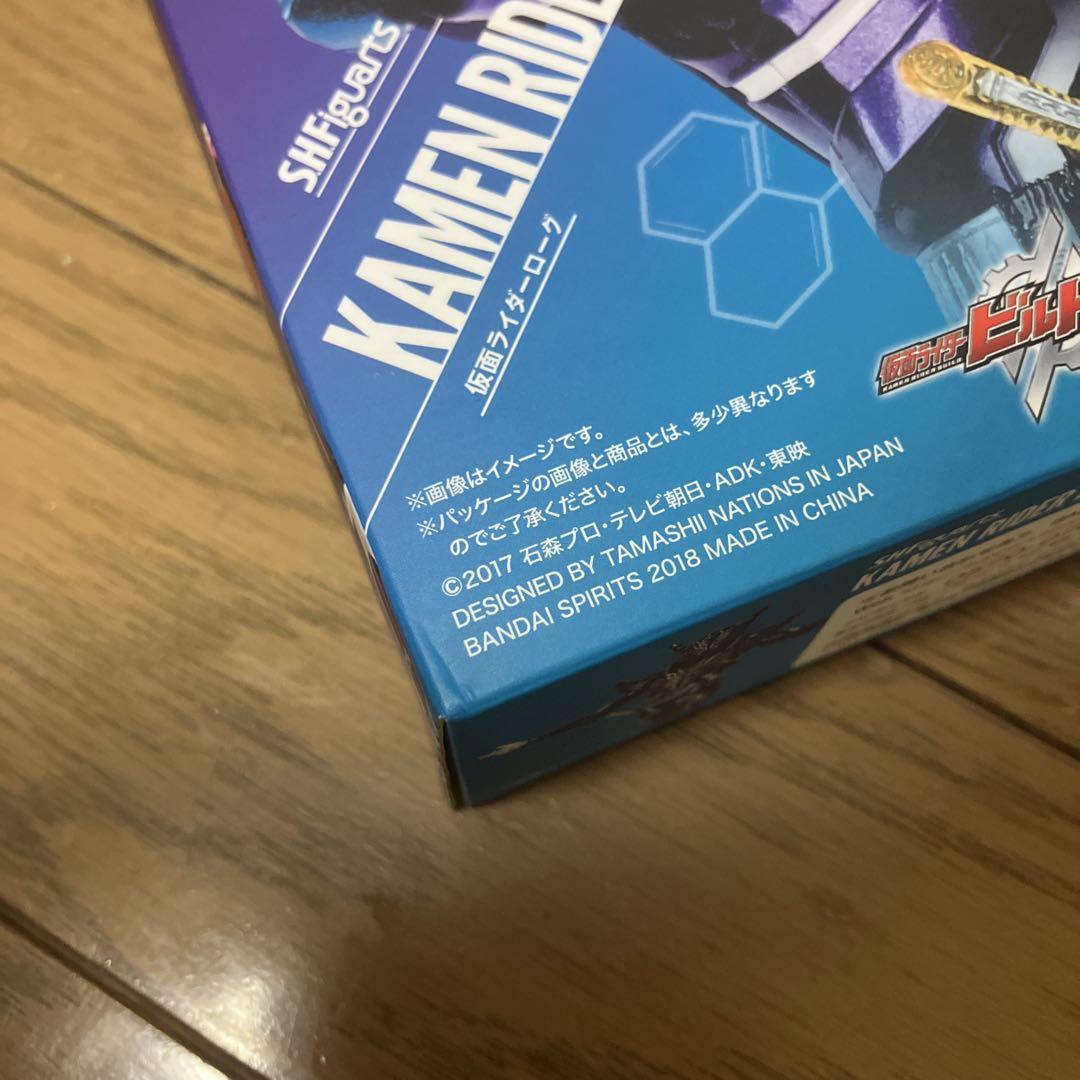 S.H.Figuarts
KAMEN RIDE
仮面ライダーローグ
仮面ライダー
ビルド
KAMEN RIDER BUILD
※画像はイメージです。
※パッケージの画像と商品とは、多少異なります
のでご了承ください。
©2017 石森プロ・テレビ朝日・ADK・東映
DESIGNED BY TAMASHII NATIONS IN JAPAN
BANDAI SPIRITS 2018 MADE IN CHINA
S.H.Figuarts
KAMEN RIDER